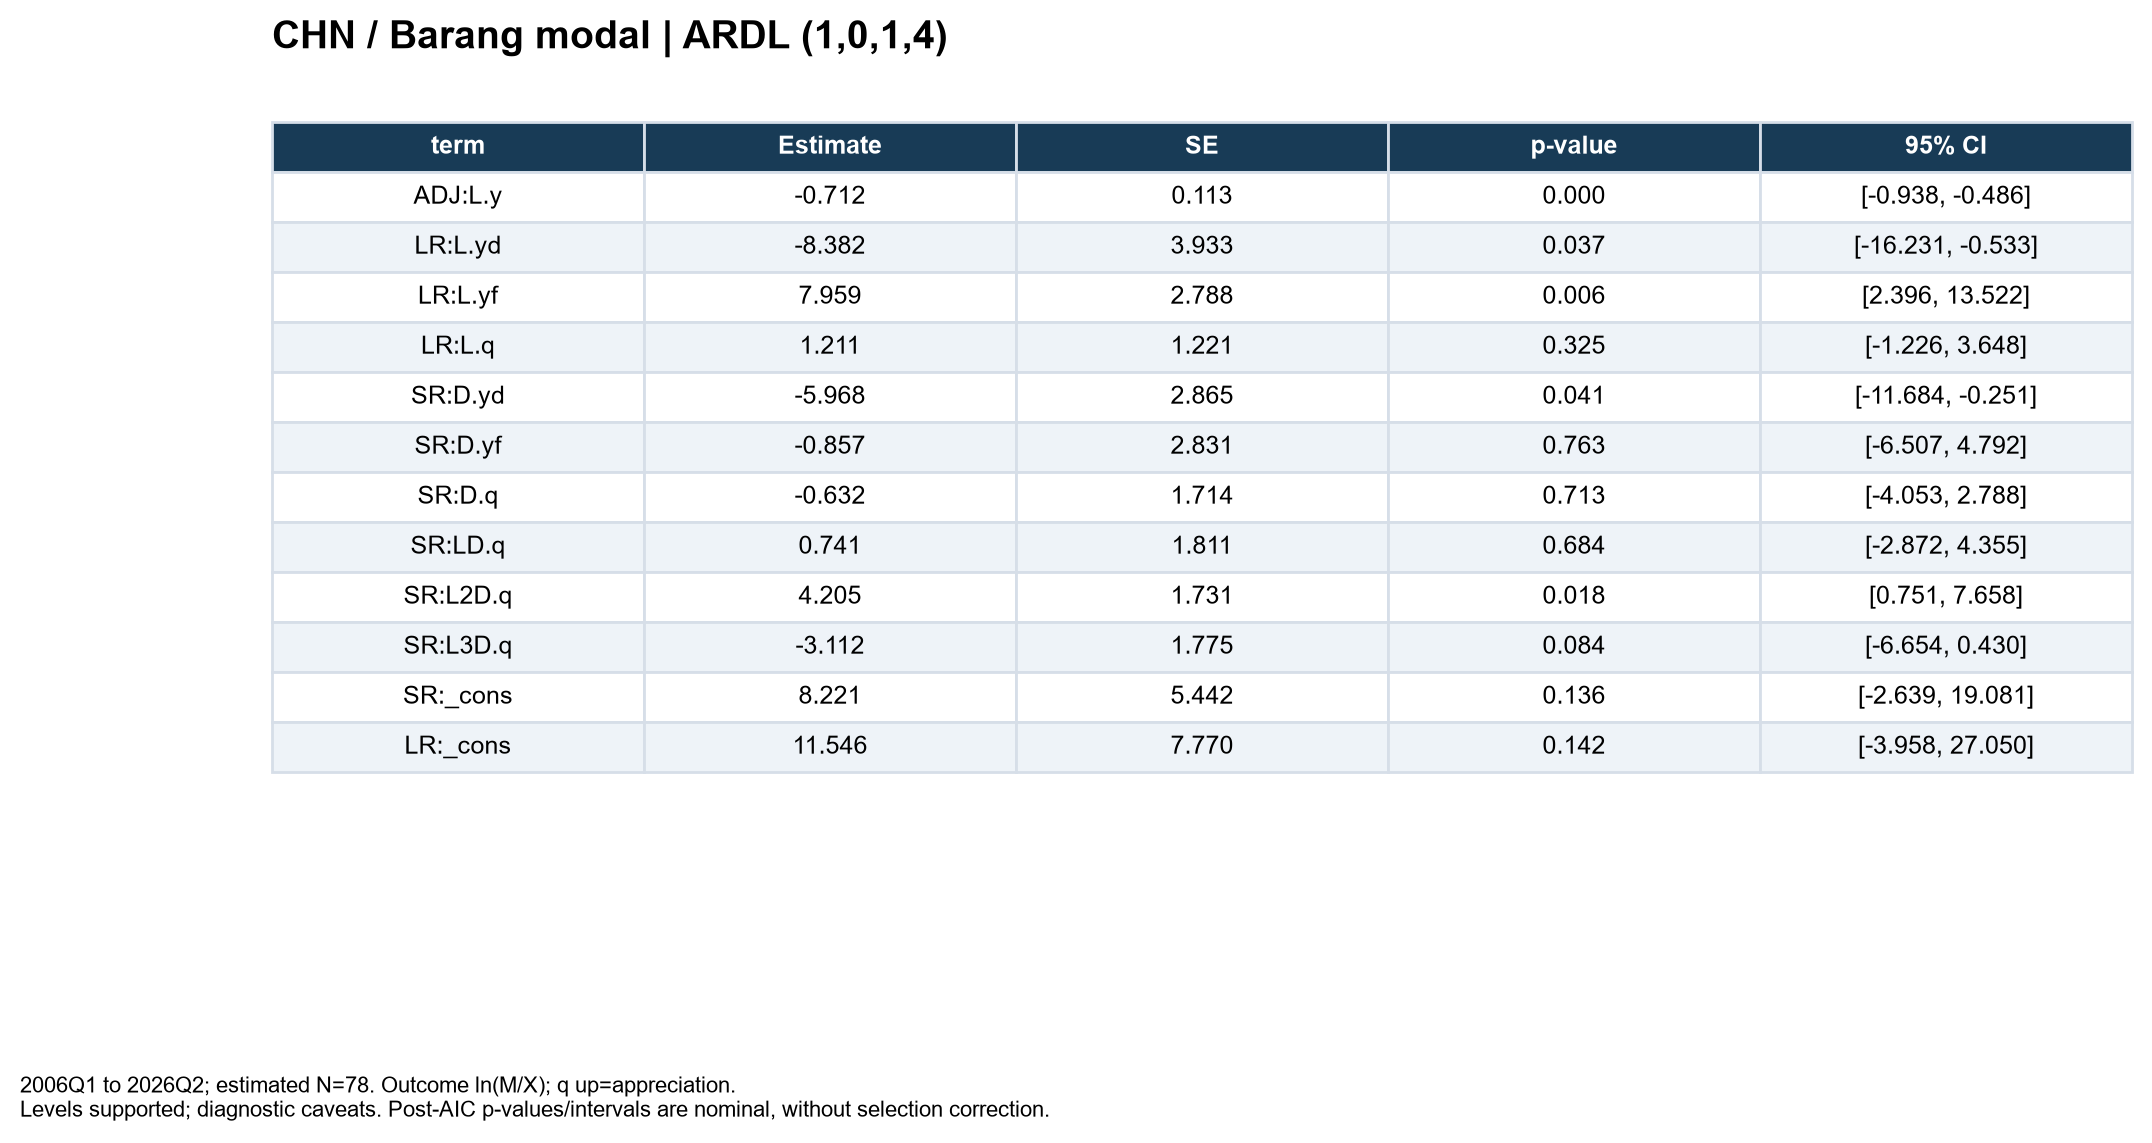 CHN / Barang modal | ARDL (1,0,1,4)
term Estimate SE p-value 95% CI
ADJ:L.y -0.712 0.113 0.000 [-0.938, -0.486]
LR:L.yd -8.382 3.933 0.037 [-16.231, -0.533]
LR:L.yf 7.959 2.788 0.006 [2.396, 13.522]
LR:L.q 1.211 1.221 0.325 [-1.226, 3.648]
SR:D.yd -5.968 2.865 0.041 [-11.684, -0.251]
SR:D.yf -0.857 2.831 0.763 [-6.507, 4.792]
SR:D.q -0.632 1.714 0.713 [-4.053, 2.788]
SR:LD.q 0.741 1.811 0.684 [-2.872, 4.355]
SR:L2D.q 4.205 1.731 0.018 [0.751, 7.658]
SR:L3D.q -3.112 1.775 0.084 [-6.654, 0.430]
SR:_cons 8.221 5.442 0.136 [-2.639, 19.081]
LR:_cons 11.546 7.770 0.142 [-3.958, 27.050]
2006Q1 to 2026Q2; estimated N=78. Outcome ln(M/X); q up=appreciation.
Levels supported; diagnostic caveats. Post-AIC p-values/intervals are nominal, without selection correction.